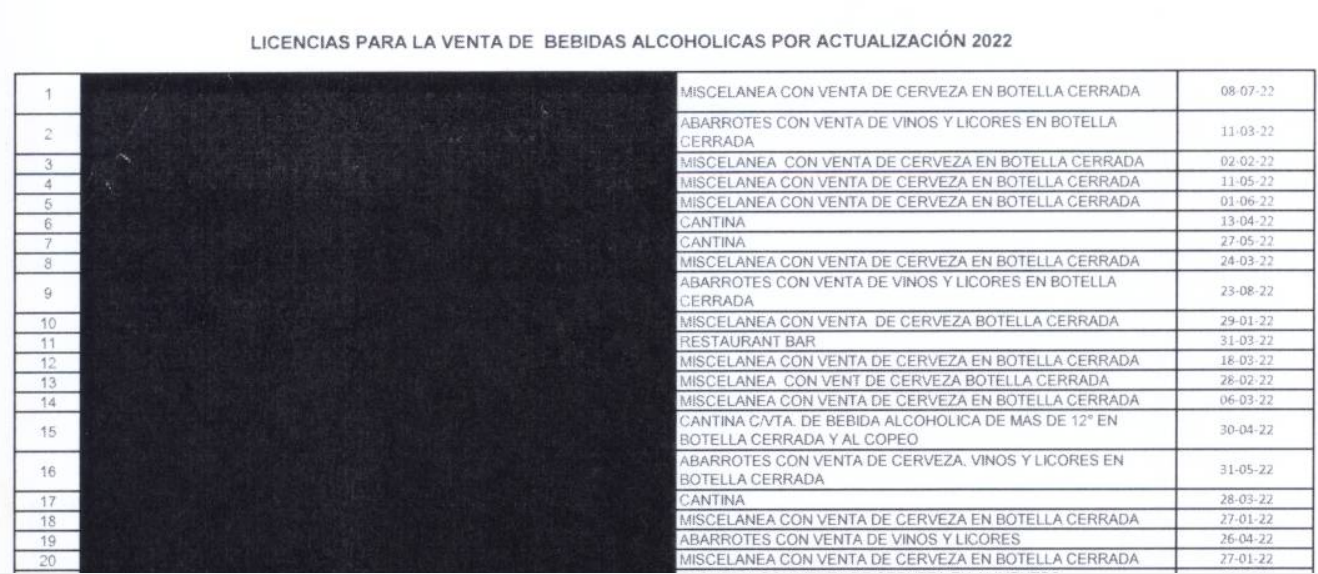 LICENCIAS PARA LA VENTA DE BEBIDAS ALCOHOLICAS POR ACTUALIZACIÓN 2022
1 MISCELANEA CON VENTA DE CERVEZA EN BOTELLA CERRADA 08-07-22
2 ABARROTES CON VENTA DE VINOS Y LICORES EN BOTELLA
CERRADA 11-03-22
3 MISCELANEA CON VENTA DE CERVEZA EN BOTELLA CERRADA 02-02-22
4 MISCELANEA CON VENTA DE CERVEZA EN BOTELLA CERRADA 11-05-22
5 MISCELANEA CON VENTA DE CERVEZA EN BOTELLA CERRADA 01-06-22
6 CANTINA 13-04-22
7 CANTINA 27-05-22
8 MISCELANEA CON VENTA DE CERVEZA EN BOTELLA CERRADA 24-03-22
9 ABARROTES CON VENTA DE VINOS Y LICORES EN BOTELLA
CERRADA 23-08-22
10 MISCELANEA CON VENTA DE CERVEZA BOTELLA CERRADA 29-01-22
11 RESTAURANT BAR 31-03-22
12 MISCELANEA CON VENTA DE CERVEZA EN BOTELLA CERRADA 18-03-22
13 MISCELANEA CON VENT DE CERVEZA BOTELLA CERRADA 28-02-22
14 MISCELANEA CON VENTA DE CERVEZA EN BOTELLA CERRADA 06-03-22
15 CANTINA C/VTA. DE BEBIDA ALCOHOLICA DE MAS DE 12° EN
BOTELLA CERRADA Y AL COPEO 30-04-22
16 ABARROTES CON VENTA DE CERVEZA, VINOS Y LICORES EN
BOTELLA CERRADA 31-05-22
17 CANTINA 28-03-22
18 MISCELANEA CON VENTA DE CERVEZA EN BOTELLA CERRADA 27-01-22
19 ABARROTES CON VENTA DE VINOS Y LICORES 26-04-22
20 MISCELANEA CON VENTA DE CERVEZA EN BOTELLA CERRADA 27-01-22